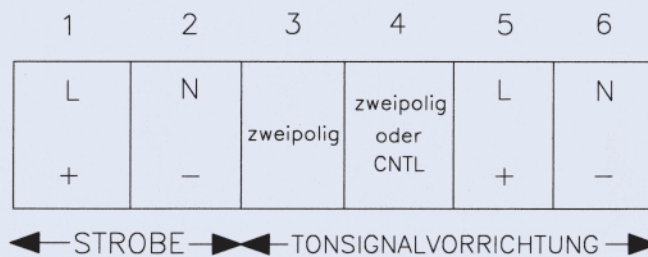 1 2 3 4 5 6
L N zweipolig zweipolig oder CNTL L N
+ − + −
STROBE TONSIGNALVORRICHTUNG